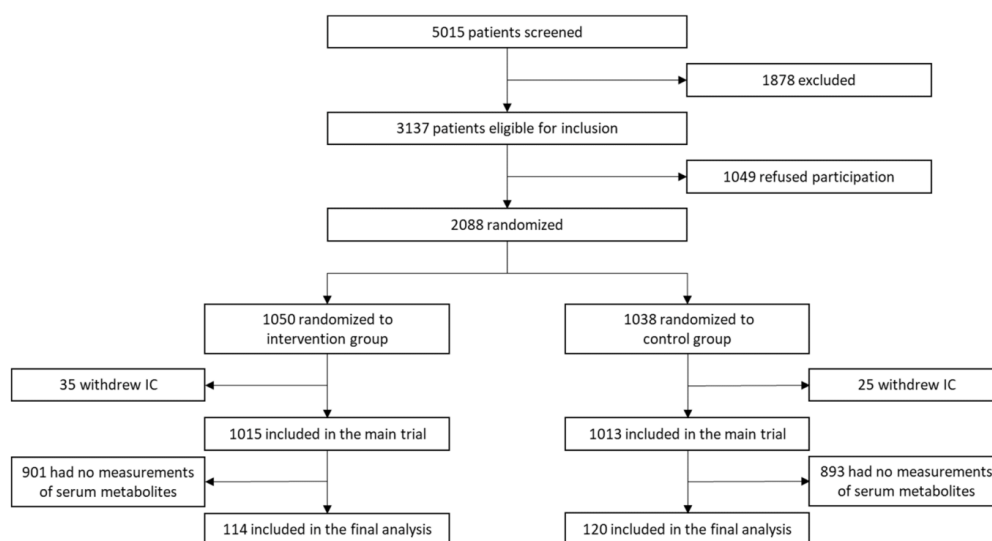 5015 patients screened
1878 excluded
3137 patients eligible for inclusion
1049 refused participation
2088 randomized
1050 randomized to
intervention group
1038 randomized to
control group
35 withdrew IC
25 withdrew IC
1015 included in the main trial
1013 included in the main trial
901 had no measurements
of serum metabolites
893 had no measurements
of serum metabolites
114 included in the final analysis
120 included in the final analysis